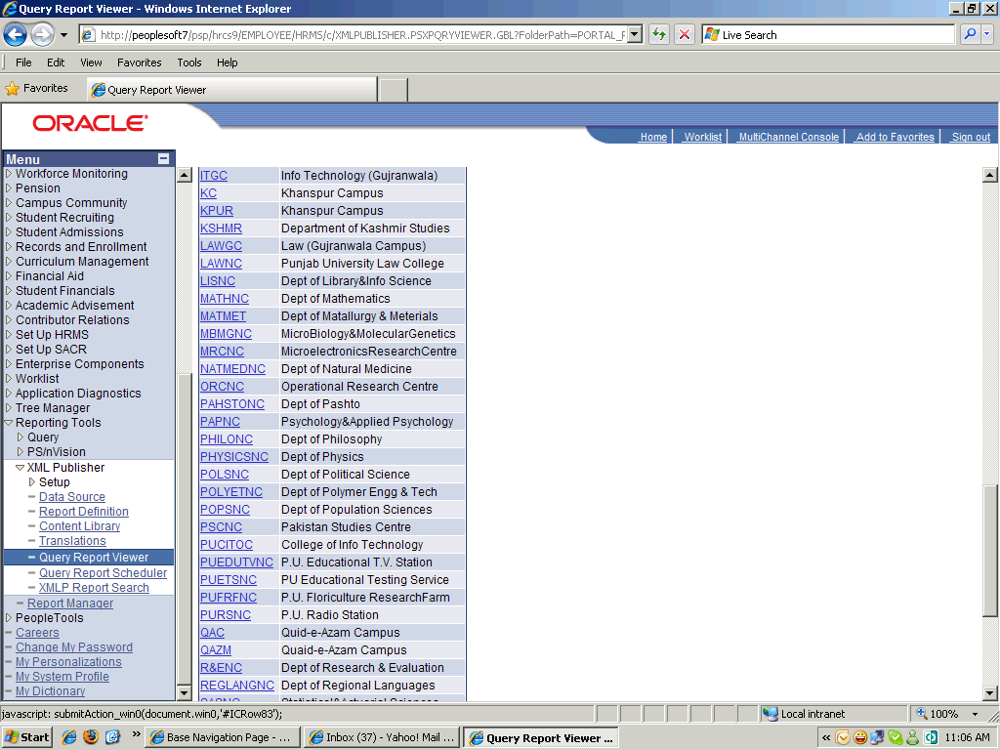 Query Report Viewer - Windows Internet Explorer
http://peoplesoft7/psp/hrcs9/EMPLOYEE/HRMS/c/XMLPUBLISHER.PSXPQRYVIEWER.GBL?FolderPath=PORTAL_F
Live Search
File Edit View Favorites Tools Help
Favorites
Query Report Viewer
ORACLE®
Home
Worklist
MultiChannel Console
Add to Favorites
Sign out
Menu
Workforce Monitoring
Pension
Campus Community
Student Recruiting
Student Admissions
Records and Enrollment
Curriculum Management
Financial Aid
Student Financials
Academic Advisement
Contributor Relations
Set Up HRMS
Set Up SACR
Enterprise Components
Worklist
Application Diagnostics
Tree Manager
Reporting Tools
Query
PS/nVision
XML Publisher
Setup
Data Source
Report Definition
Content Library
Translations
Query Report Viewer
Query Report Scheduler
XMLP Report Search
Report Manager
PeopleTools
Careers
Change My Password
My Personalizations
My System Profile
My Dictionary
ITGC Info Technology (Gujranwala)
KC Khanspur Campus
KPUR Khanspur Campus
KSHMR Department of Kashmir Studies
LAWGC Law (Gujranwala Campus)
LAWNC Punjab University Law College
LISNC Dept of Library&Info Science
MATHNC Dept of Mathematics
MATMET Dept of Matallurgy & Meterials
MBMGNC MicroBiology&MolecularGenetics
MRCNC MicroelectronicsResearchCentre
NATMEDNC Dept of Natural Medicine
ORCNC Operational Research Centre
PAHSTONC Dept of Pashto
PAPNC Psychology&Applied Psychology
PHILONC Dept of Philosophy
PHYSICSNC Dept of Physics
POLSNC Dept of Political Science
POLYETNC Dept of Polymer Engg & Tech
POPSNC Dept of Population Sciences
PSCNC Pakistan Studies Centre
PUCITOC College of Info Technology
PUEDUTVNC P.U. Educational T.V. Station
PUETSNC PU Educational Testing Service
PUFRFNC P.U. Floriculture ResearchFarm
PURSNC P.U. Radio Station
QAC Quid-e-Azam Campus
QAZM Quaid-e-Azam Campus
R&ENC Dept of Research & Evaluation
REGLANGNC Dept of Regional Languages
javascript: submitAction_win0(document.win0,'#ICRow83');
Local intranet
100%
Start
Base Navigation Page - ...
Inbox (37) - Yahoo! Mail ...
Query Report Viewer ...
11:06 AM